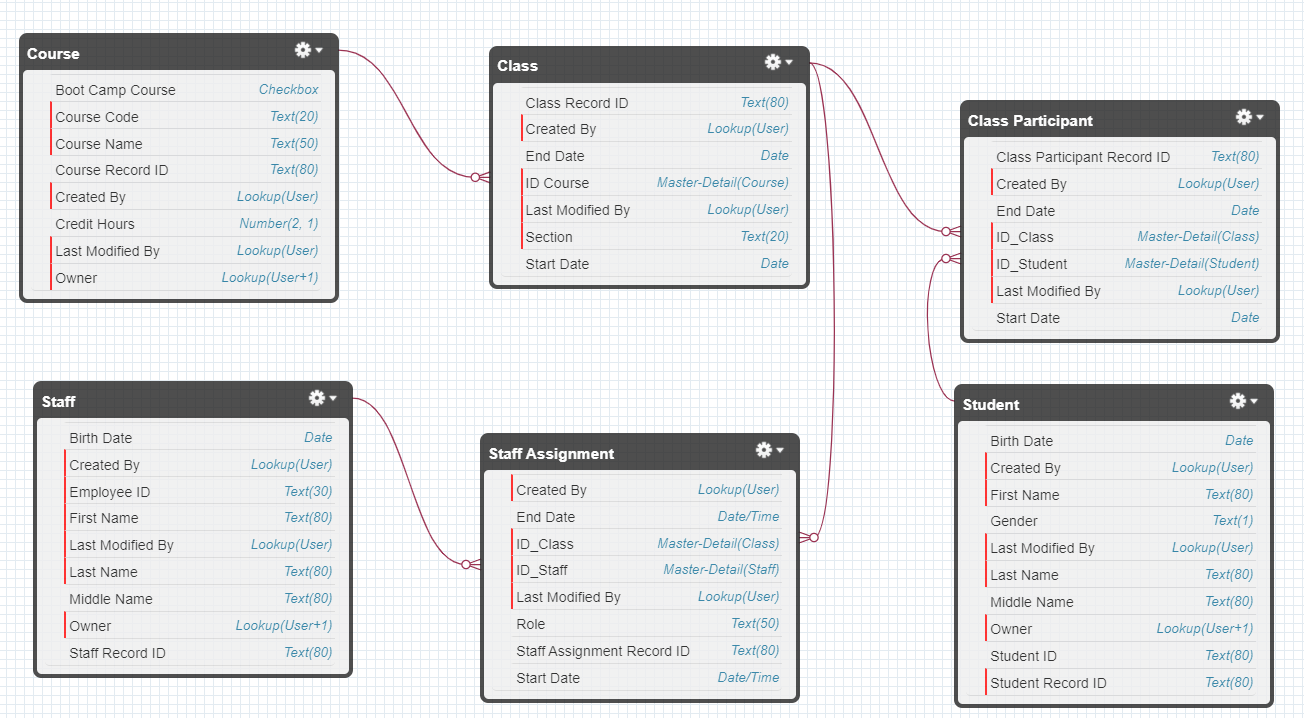 Course
Boot Camp Course Checkbox
Course Code Text(20)
Course Name Text(50)
Course Record ID Text(80)
Created By Lookup(User)
Credit Hours Number(2, 1)
Last Modified By Lookup(User)
Owner Lookup(User+1)
Class
Class Record ID Text(80)
Created By Lookup(User)
End Date Date
ID Course Master-Detail(Course)
Last Modified By Lookup(User)
Section Text(20)
Start Date Date
Class Participant
Class Participant Record ID Text(80)
Created By Lookup(User)
End Date Date
ID_Class Master-Detail(Class)
ID_Student Master-Detail(Student)
Last Modified By Lookup(User)
Start Date Date
Staff
Birth Date Date
Created By Lookup(User)
Employee ID Text(30)
First Name Text(80)
Last Modified By Lookup(User)
Last Name Text(80)
Middle Name Text(80)
Owner Lookup(User+1)
Staff Record ID Text(80)
Staff Assignment
Created By Lookup(User)
End Date Date/Time
ID_Class Master-Detail(Class)
ID_Staff Master-Detail(Staff)
Last Modified By Lookup(User)
Role Text(50)
Staff Assignment Record ID Text(80)
Start Date Date/Time
Student
Birth Date Date
Created By Lookup(User)
First Name Text(80)
Gender Text(1)
Last Modified By Lookup(User)
Last Name Text(80)
Middle Name Text(80)
Owner Lookup(User+1)
Student ID Text(80)
Student Record ID Text(80)